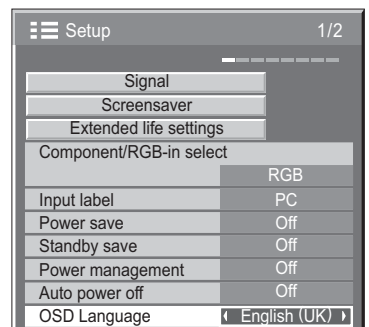 Setup 1/2
Signal
Screensaver
Extended life settings
Component/RGB-in select
RGB
Input label PC
Power save Off
Standby save Off
Power management Off
Auto power off Off
OSD Language English (UK)